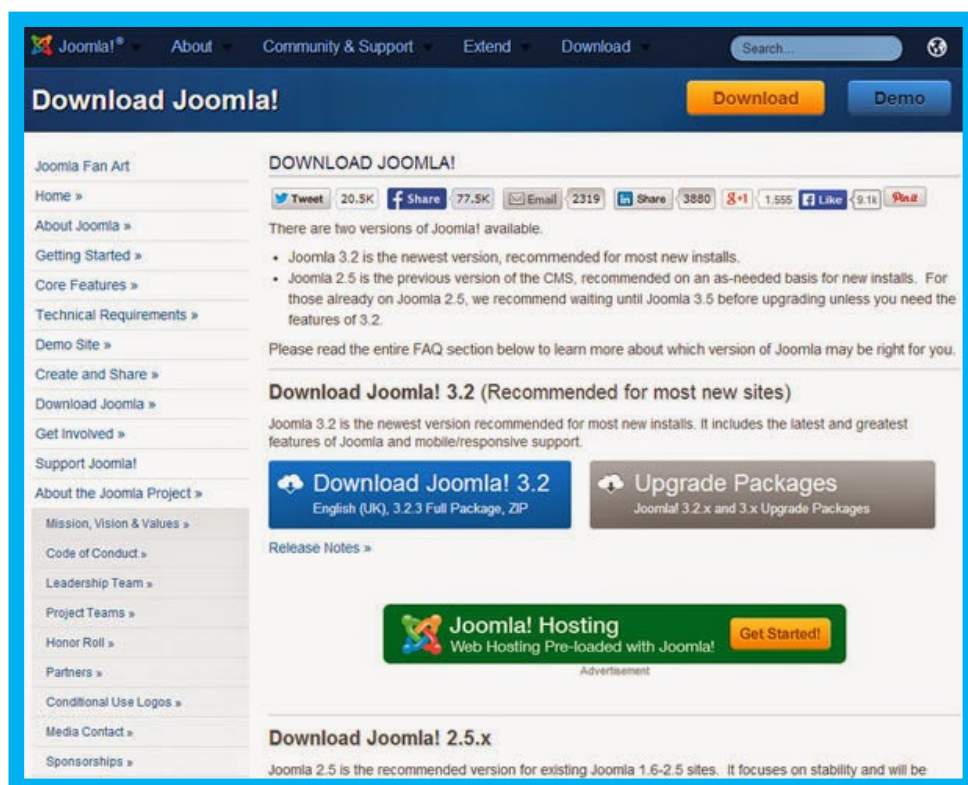 Joomla!® About Community & Support Extend Download Search...
Download Joomla! Download Demo
Joomla Fan Art
Home »
About Joomla »
Getting Started »
Core Features »
Technical Requirements »
Demo Site »
Create and Share »
Download Joomla »
Get Involved »
Support Joomla!
About the Joomla Project »
Mission, Vision & Values »
Code of Conduct »
Leadership Team »
Project Teams »
Honor Roll »
Partners »
Conditional Use Logos »
Media Contact »
Sponsorships »
DOWNLOAD JOOMLA!
Tweet 20.5K f Share 77.5K Email 2319 in Share 3880 g+1 1,555 f Like 9.1k Pin it
There are two versions of Joomla! available.
• Joomla 3.2 is the newest version, recommended for most new installs.
• Joomla 2.5 is the previous version of the CMS, recommended on an as-needed basis for new installs. For
those already on Joomla 2.5, we recommend waiting until Joomla 3.5 before upgrading unless you need the
features of 3.2.
Please read the entire FAQ section below to learn more about which version of Joomla may be right for you.
Download Joomla! 3.2 (Recommended for most new sites)
Joomla 3.2 is the newest version recommended for most new installs. It includes the latest and greatest
features of Joomla and mobile/responsive support.
Download Joomla! 3.2
English (UK), 3.2.3 Full Package, ZIP
Upgrade Packages
Joomla! 3.2.x and 3.x Upgrade Packages
Release Notes »
Joomla! Hosting
Web Hosting Pre-loaded with Joomla!
Get Started!
Advertisement
Download Joomla! 2.5.x
Joomla 2.5 is the recommended version for existing Joomla 1.6-2.5 sites. It focuses on stability and will be